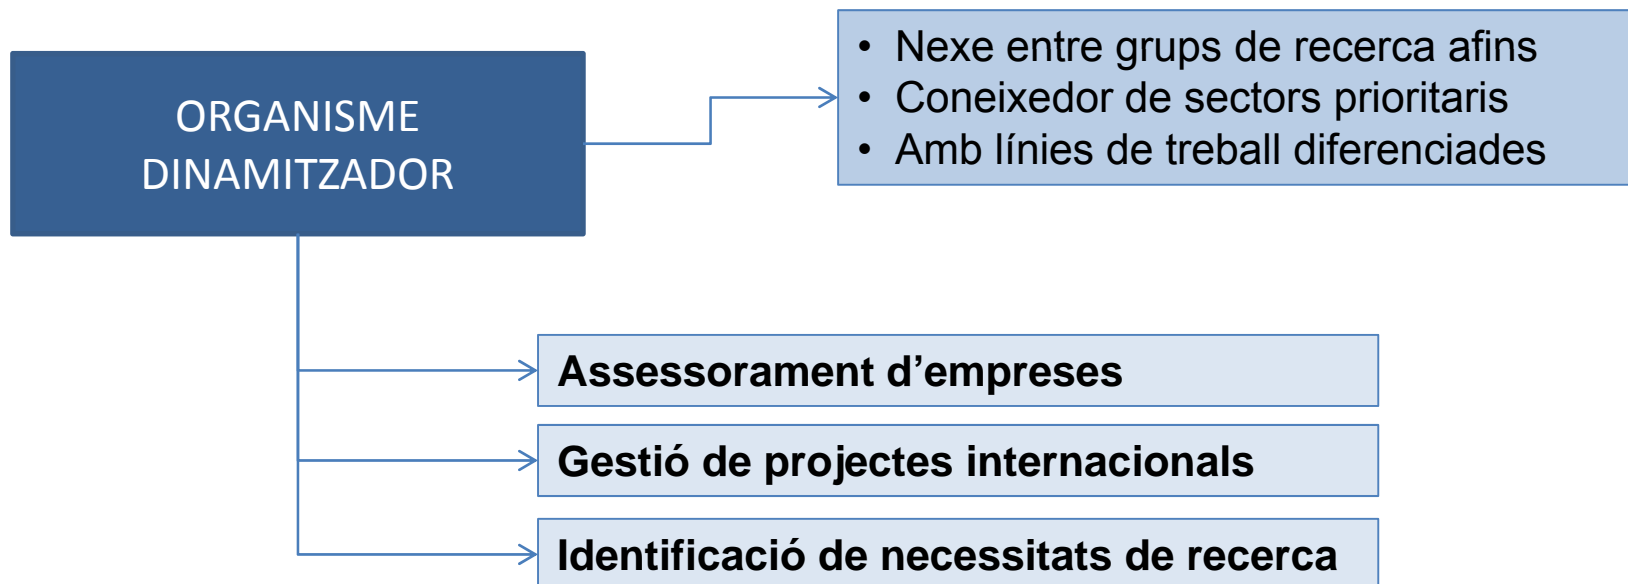 ORGANISME
DINAMITZADOR
• Nexe entre grups de recerca afins
• Coneixedor de sectors prioritaris
• Amb línies de treball diferenciades
Assessorament d’empreses
Gestió de projectes internacionals
Identificació de necessitats de recerca